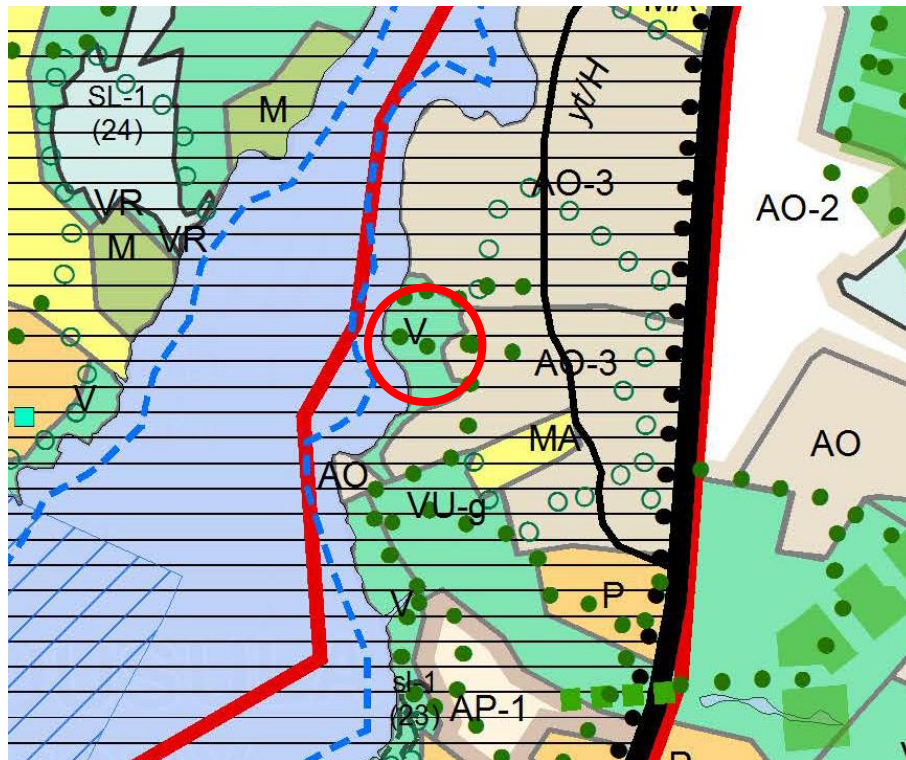 MA
SL-1
(24)
M
yt/H
AO-3
AO-2
VR
VR
M
V
AO-3
V
MA
AO
AO
VU-g
P
V
sl-1
(23)
AP-1